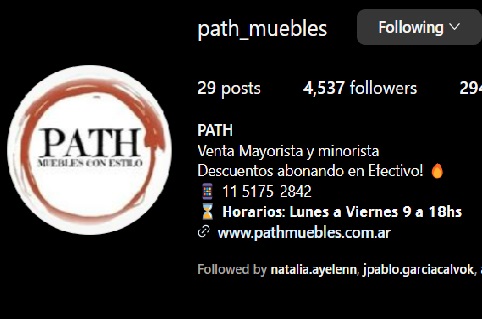 path_muebles
Following
29 posts 4,537 followers 294
PATH
MUEBLES CON ESTILO
PATH
Venta Mayorista y minorista
Descuentos abonando en Efectivo! 🔥
📱 11 5175-2842
⏳ Horarios: Lunes a Viernes 9 a 18hs
www.pathmuebles.com.ar
Followed by natalia.ayelenn, jpablo.garciacalvok,